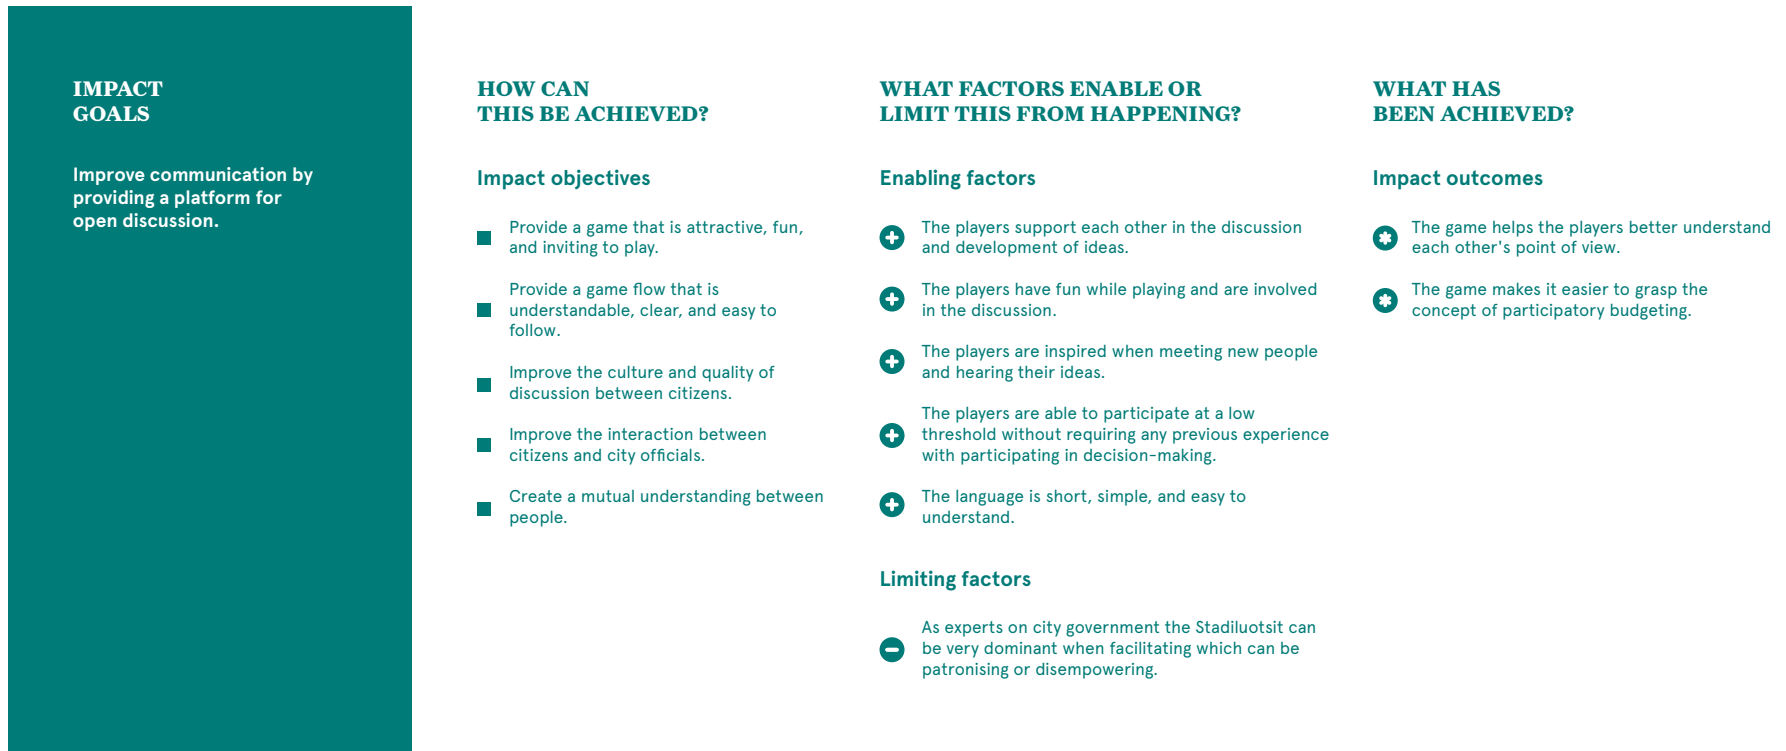 IMPACT
GOALS
Improve communication by
providing a platform for
open discussion.
HOW CAN
THIS BE ACHIEVED?
Impact objectives
Provide a game that is attractive, fun,
and inviting to play.
Provide a game flow that is
understandable, clear, and easy to
follow.
Improve the culture and quality of
discussion between citizens.
Improve the interaction between
citizens and city officials.
Create a mutual understanding between
people.
WHAT FACTORS ENABLE OR
LIMIT THIS FROM HAPPENING?
Enabling factors
The players support each other in the discussion
and development of ideas.
The players have fun while playing and are involved
in the discussion.
The players are inspired when meeting new people
and hearing their ideas.
The players are able to participate at a low
threshold without requiring any previous experience
with participating in decision-making.
The language is short, simple, and easy to
understand.
Limiting factors
As experts on city government the Stadiluotsit can
be very dominant when facilitating which can be
patronising or disempowering.
WHAT HAS
BEEN ACHIEVED?
Impact outcomes
The game helps the players better understand
each other's point of view.
The game makes it easier to grasp the
concept of participatory budgeting.